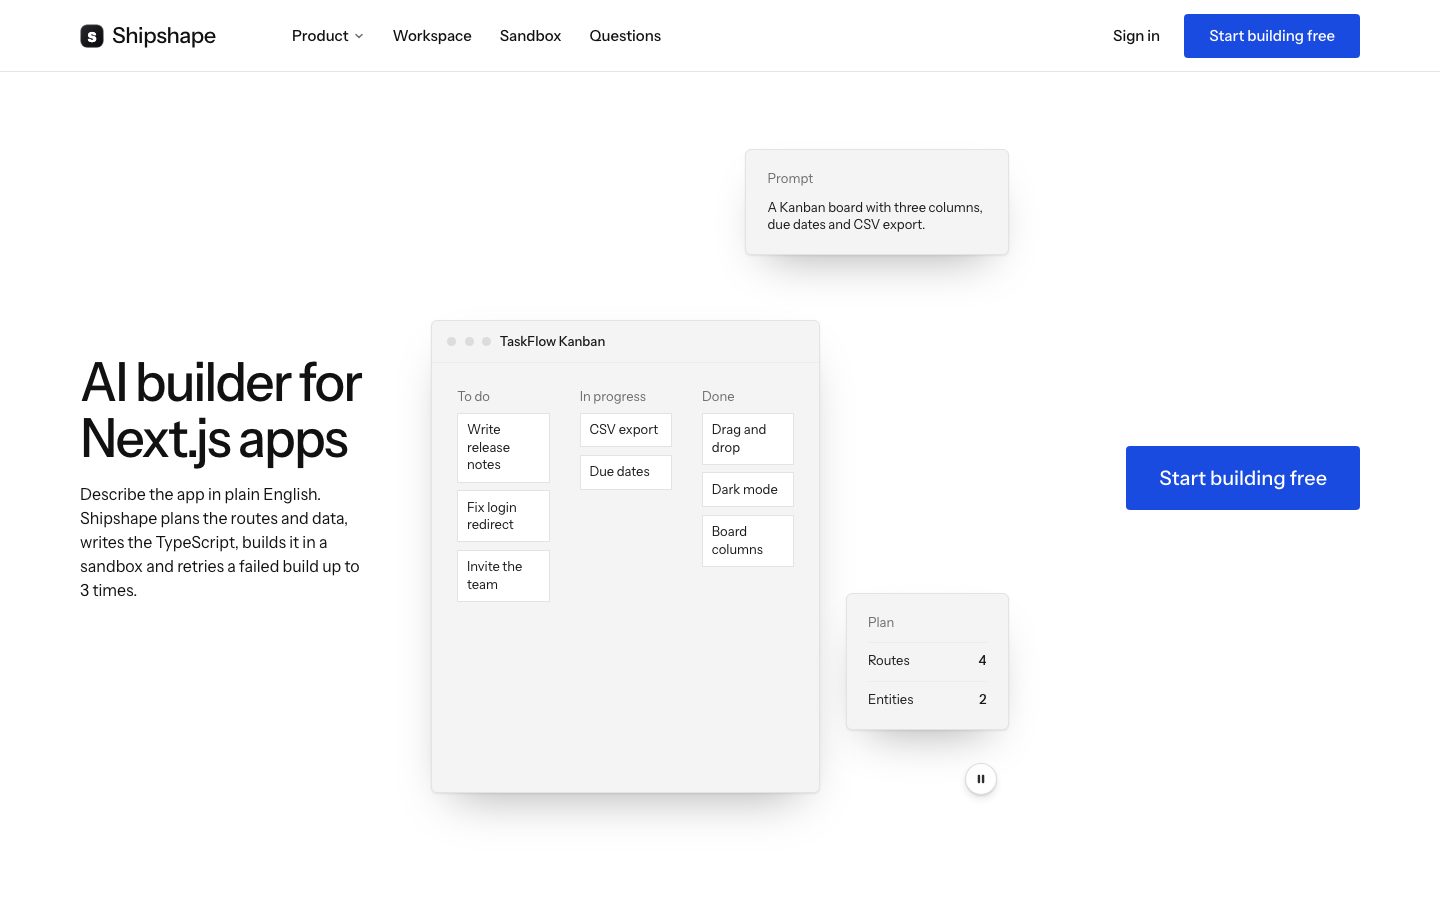 S Shipshape
Product
Workspace
Sandbox
Questions
Sign in
Start building free
AI builder for
Next.js apps
Describe the app in plain English.
Shipshape plans the routes and data,
writes the TypeScript, builds it in a
sandbox and retries a failed build up to
3 times.
Prompt
A Kanban board with three columns,
due dates and CSV export.
TaskFlow Kanban
To do
Write
release
notes
Fix login
redirect
Invite the
team
In progress
CSV export
Due dates
Done
Drag and
drop
Dark mode
Board
columns
Plan
Routes 4
Entities 2
Start building free